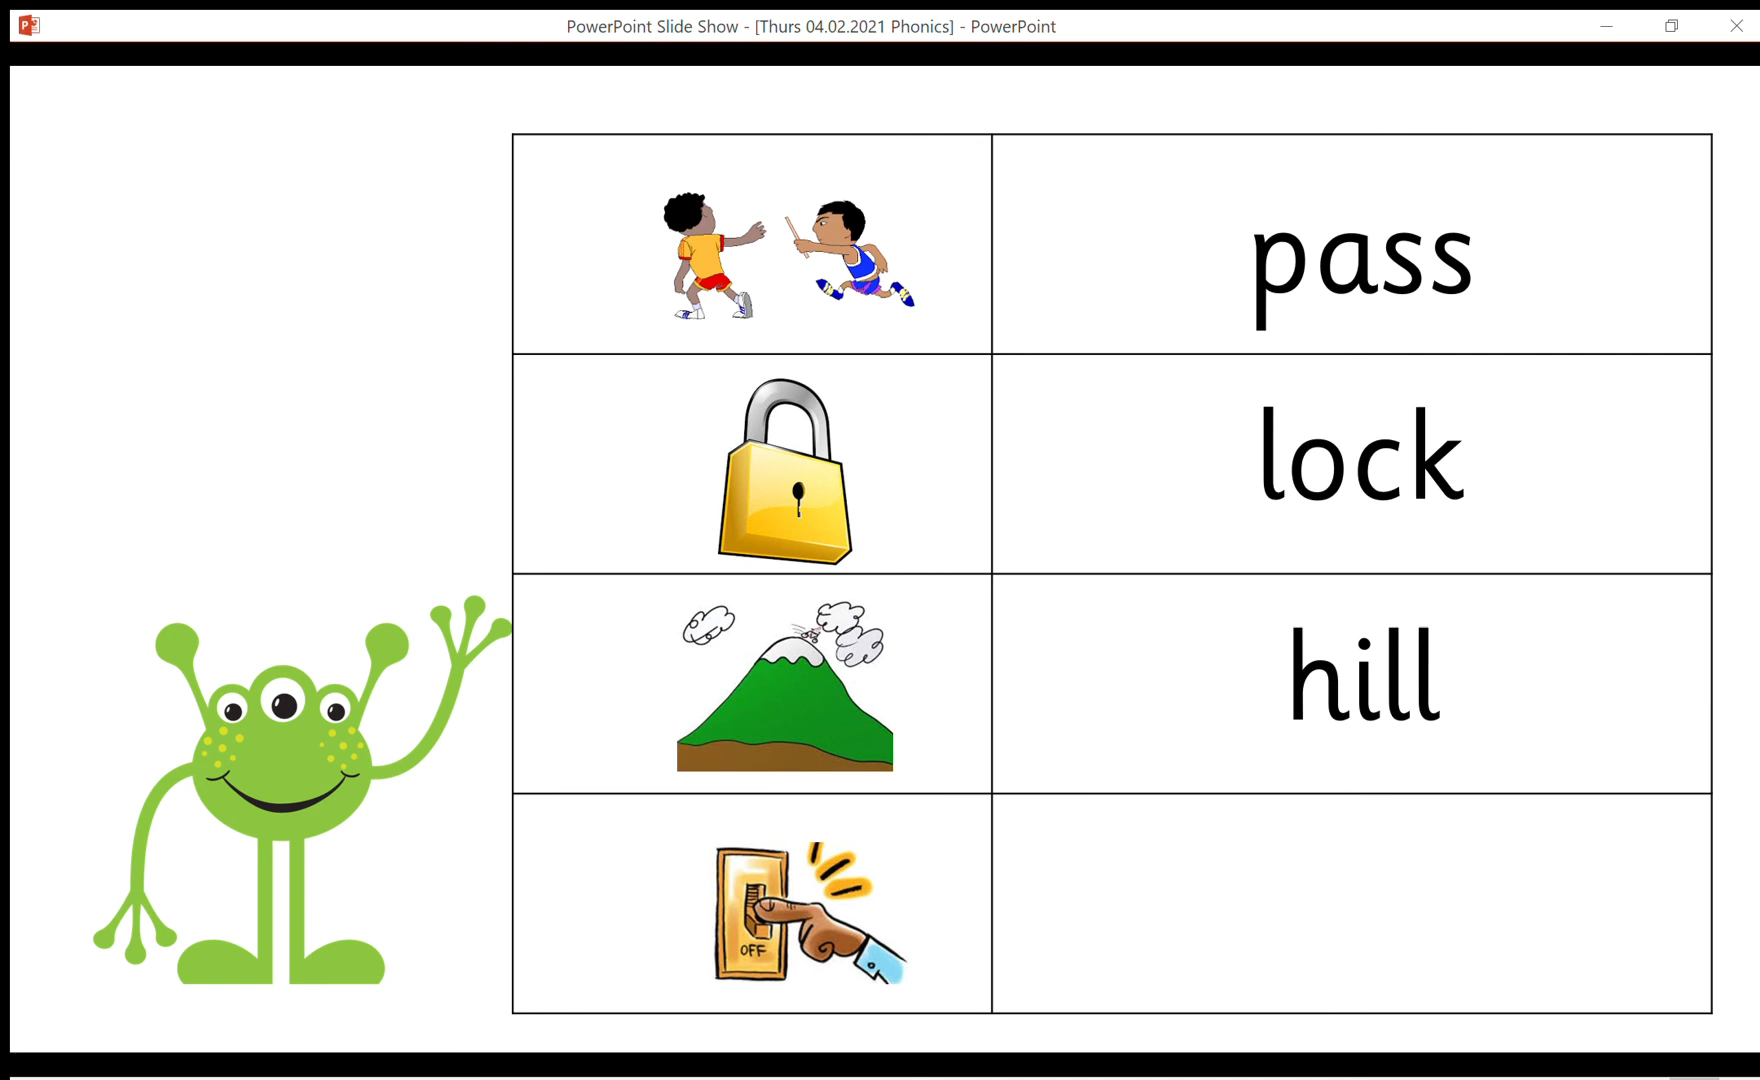 PowerPoint Slide Show - [Thurs 04.02.2021 Phonics] - PowerPoint
pass
lock
hill
OFF